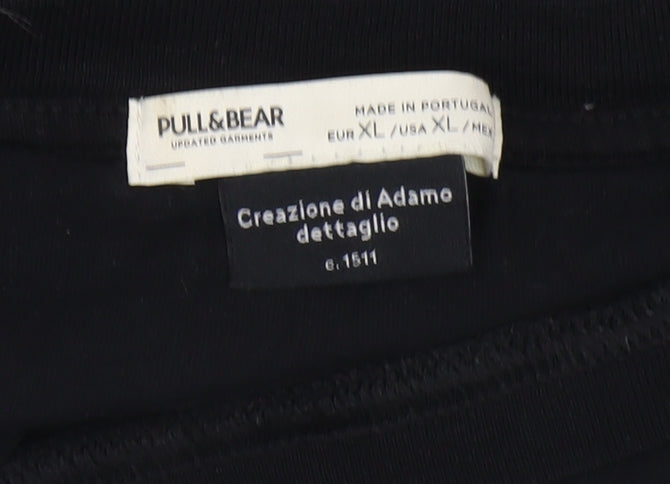 PULL&BEAR
UPDATED GARMENTS
MADE IN PORTUGAL
EUR XL /USA XL /MEX
Creazione di Adamo
dettaglio
c.1511